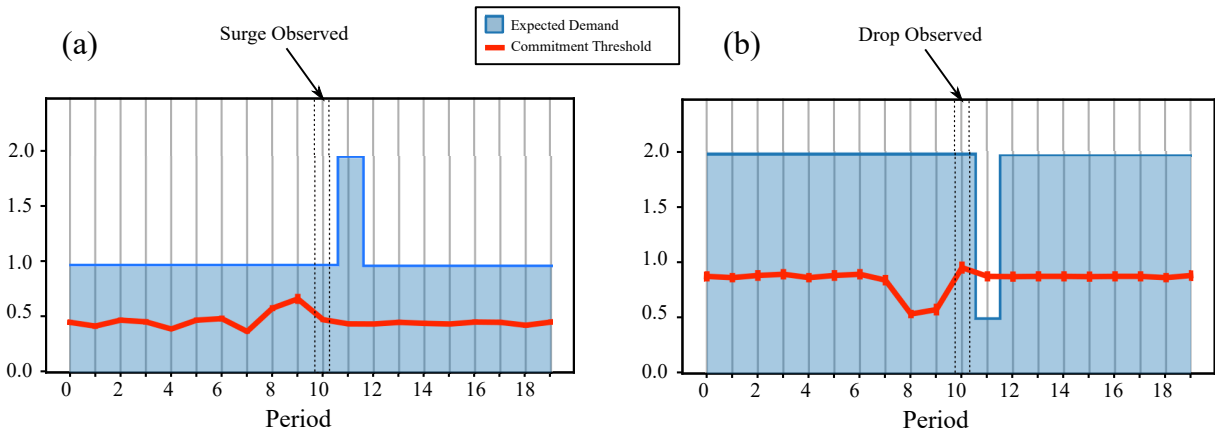 Surge Observed
Expected Demand
Commitment Threshold
Drop Observed
(a)
(b)
2.0
1.5
1.0
0.5
0.0
0 2 4 6 8 10 12 14 16 18
Period
2.0
1.5
1.0
0.5
0.0
0 2 4 6 8 10 12 14 16 18
Period